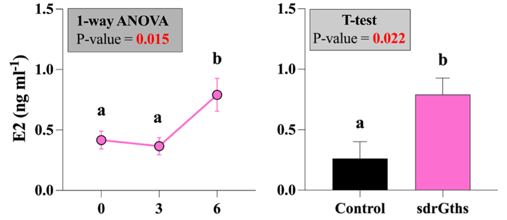 1-way ANOVA
P-value = 0.015
E2 (ng ml-1)
1.5
1.0
0.5
0.0
a
a
b
0 3 6
T-test
P-value = 0.022
1.5
1.0
0.5
0.0
a
b
Control sdrGths